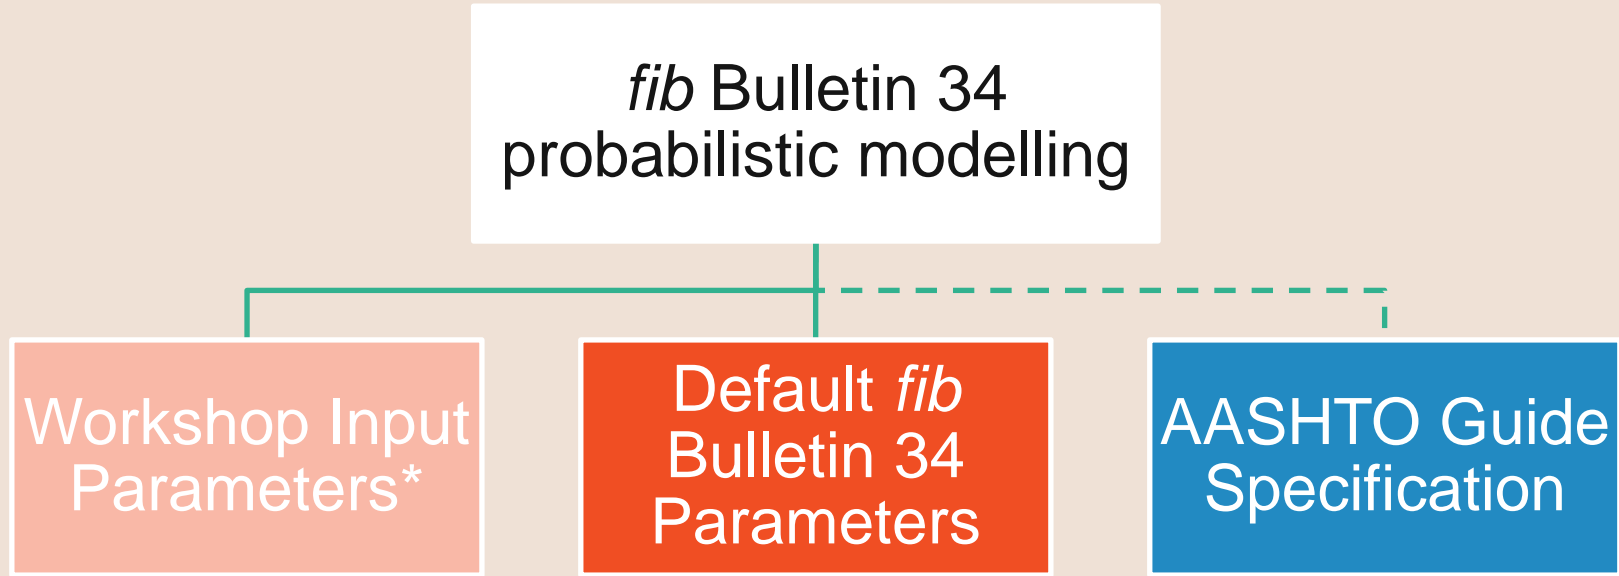 fib Bulletin 34
probabilistic modelling
Workshop Input
Parameters*
Default fib
Bulletin 34
Parameters
AASHTO Guide
Specification